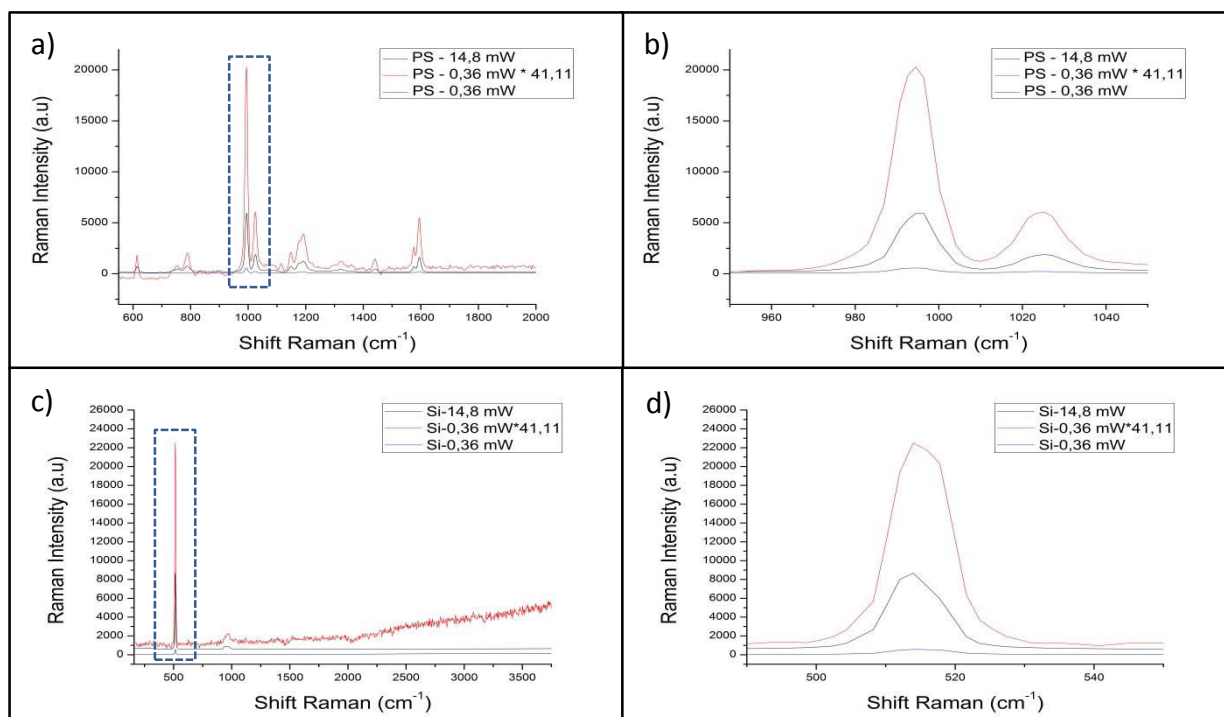 a)
PS - 14,8 mW
PS - 0,36 mW * 41,11
PS - 0,36 mW
20000
15000
10000
5000
0
Raman Intensity (a.u)
600 800 1000 1200 1400 1600 1800 2000
Shift Raman (cm⁻¹)
b)
PS - 14,8 mW
PS - 0,36 mW * 41,11
PS - 0,36 mW
20000
15000
10000
5000
0
Raman Intensity (a.u)
960 980 1000 1020 1040
Shift Raman (cm⁻¹)
c)
Si-14,8 mW
Si-0,36 mW*41,11
Si-0,36 mW
26000
24000
22000
20000
18000
16000
14000
12000
10000
8000
6000
4000
2000
0
Raman Intensity (a.u)
500 1000 1500 2000 2500 3000 3500
Shift Raman (cm⁻¹)
d)
Si-14,8 mW
Si-0,36 mW*41,11
Si-0,36 mW
26000
24000
22000
20000
18000
16000
14000
12000
10000
8000
6000
4000
2000
0
Raman Intensity (a.u)
500 520 540
Shift Raman (cm⁻¹)